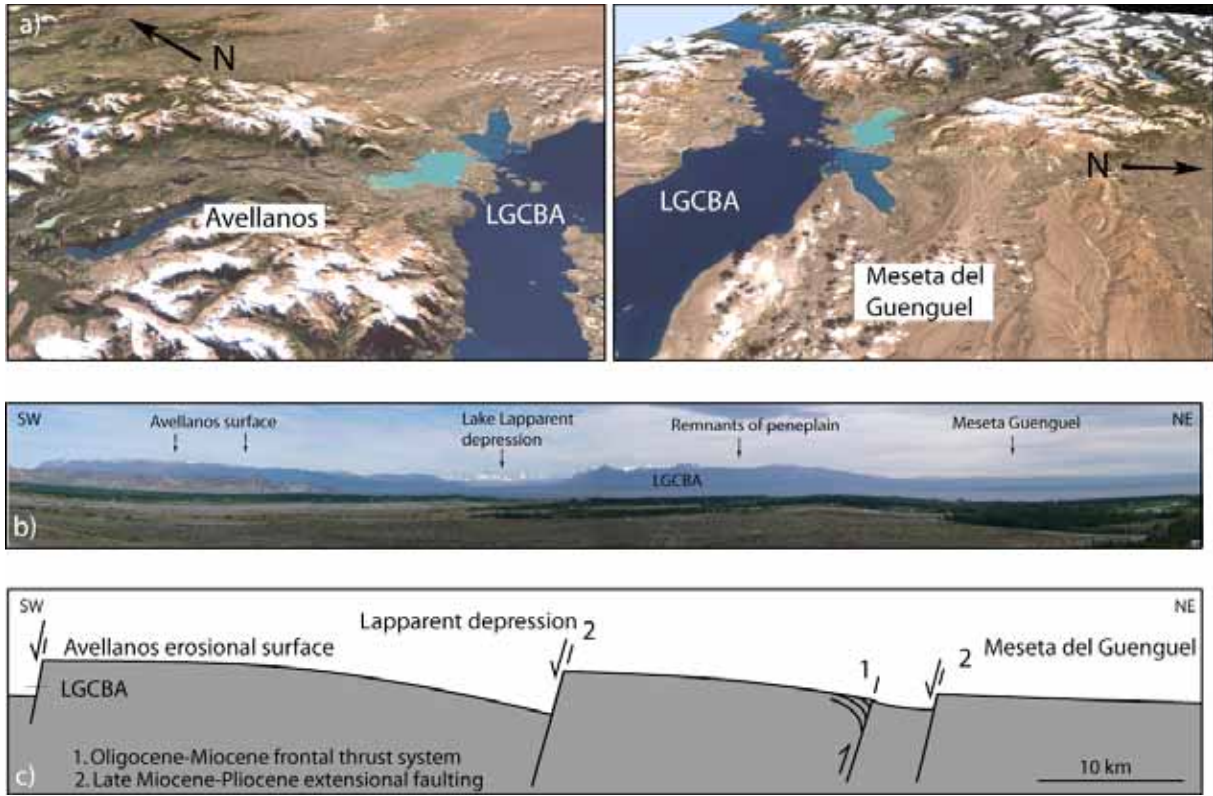 a)
N
Avellanos
LGCBA
LGCBA
N
Meseta del
Guenguel
SW
Avellanos surface
Lake Lapparent
depression
Remnants of peneplain
Meseta Guenguel
NE
LGCBA
b)
SW
NE
Lapparent depression
2
Avellanos erosional surface
1
2
Meseta del Guenguel
LGCBA
1. Oligocene-Miocene frontal thrust system
2. Late Miocene-Pliocene extensional faulting
c)
10 km